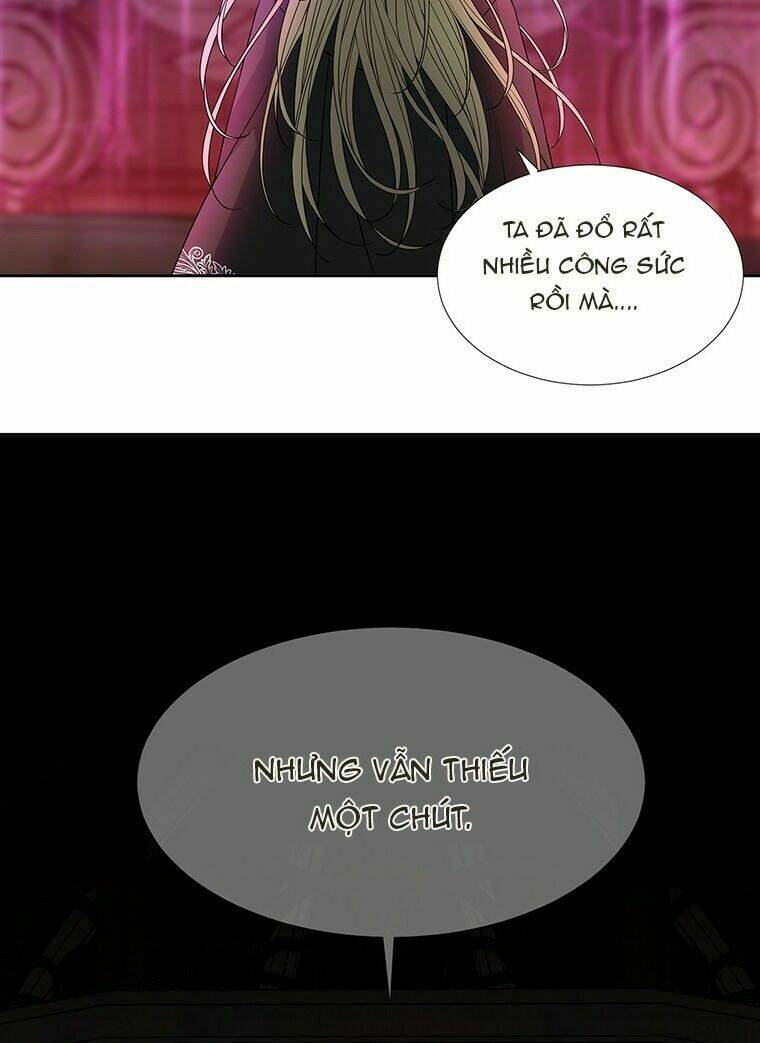 TA ĐÃ ĐỔ RẤT
NHIỀU CÔNG SỨC
RỒI MÀ....
NHƯNG VẪN THIẾU
MỘT CHÚT.